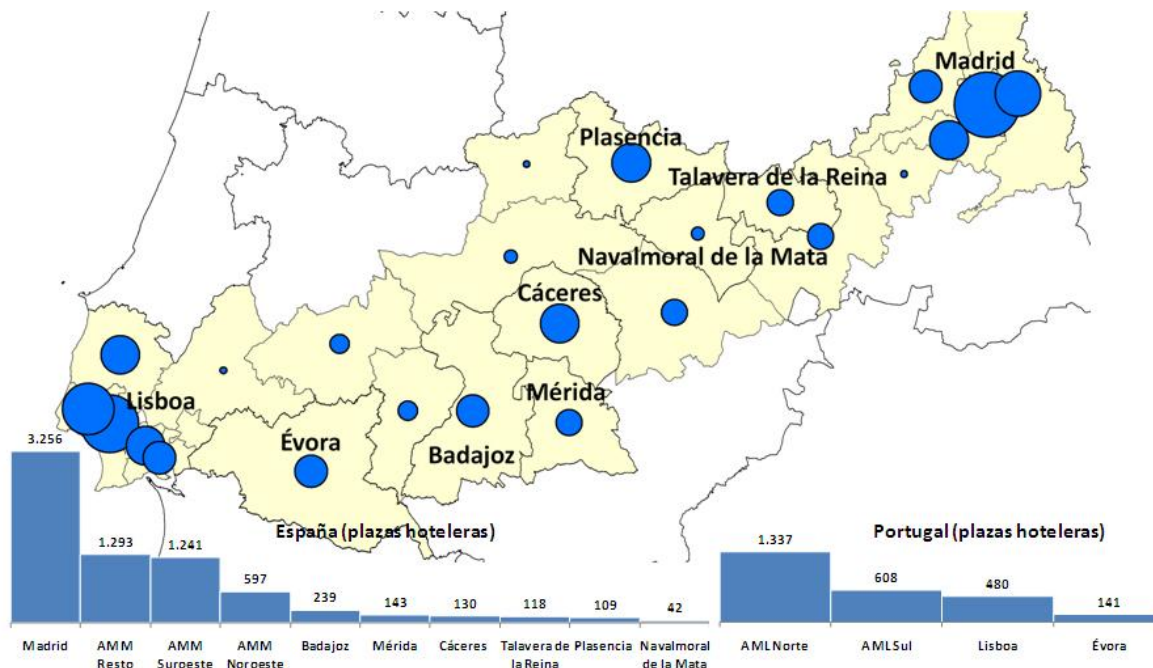 Madrid
Plasencia
Talavera de la Reina
Navalmoral de la Mata
Cáceres
Lisboa
Mérida
Évora
Badajoz
España (plazas hoteleras)
3.256
1.293
1.241
597
239
143
130
118
109
42
Madrid
AMM Resto
AMM Suroeste
AMM Noroeste
Badajoz
Mérida
Cáceres
Talavera de la Reina
Plasencia
Navalmoral de la Mata
Portugal (plazas hoteleras)
1.337
608
480
141
AML Norte
AML Sul
Lisboa
Évora